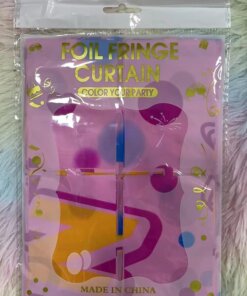 FOIL FRINGE
CURTAIN
COLOR YOUR PARTY
MADE IN CHINA